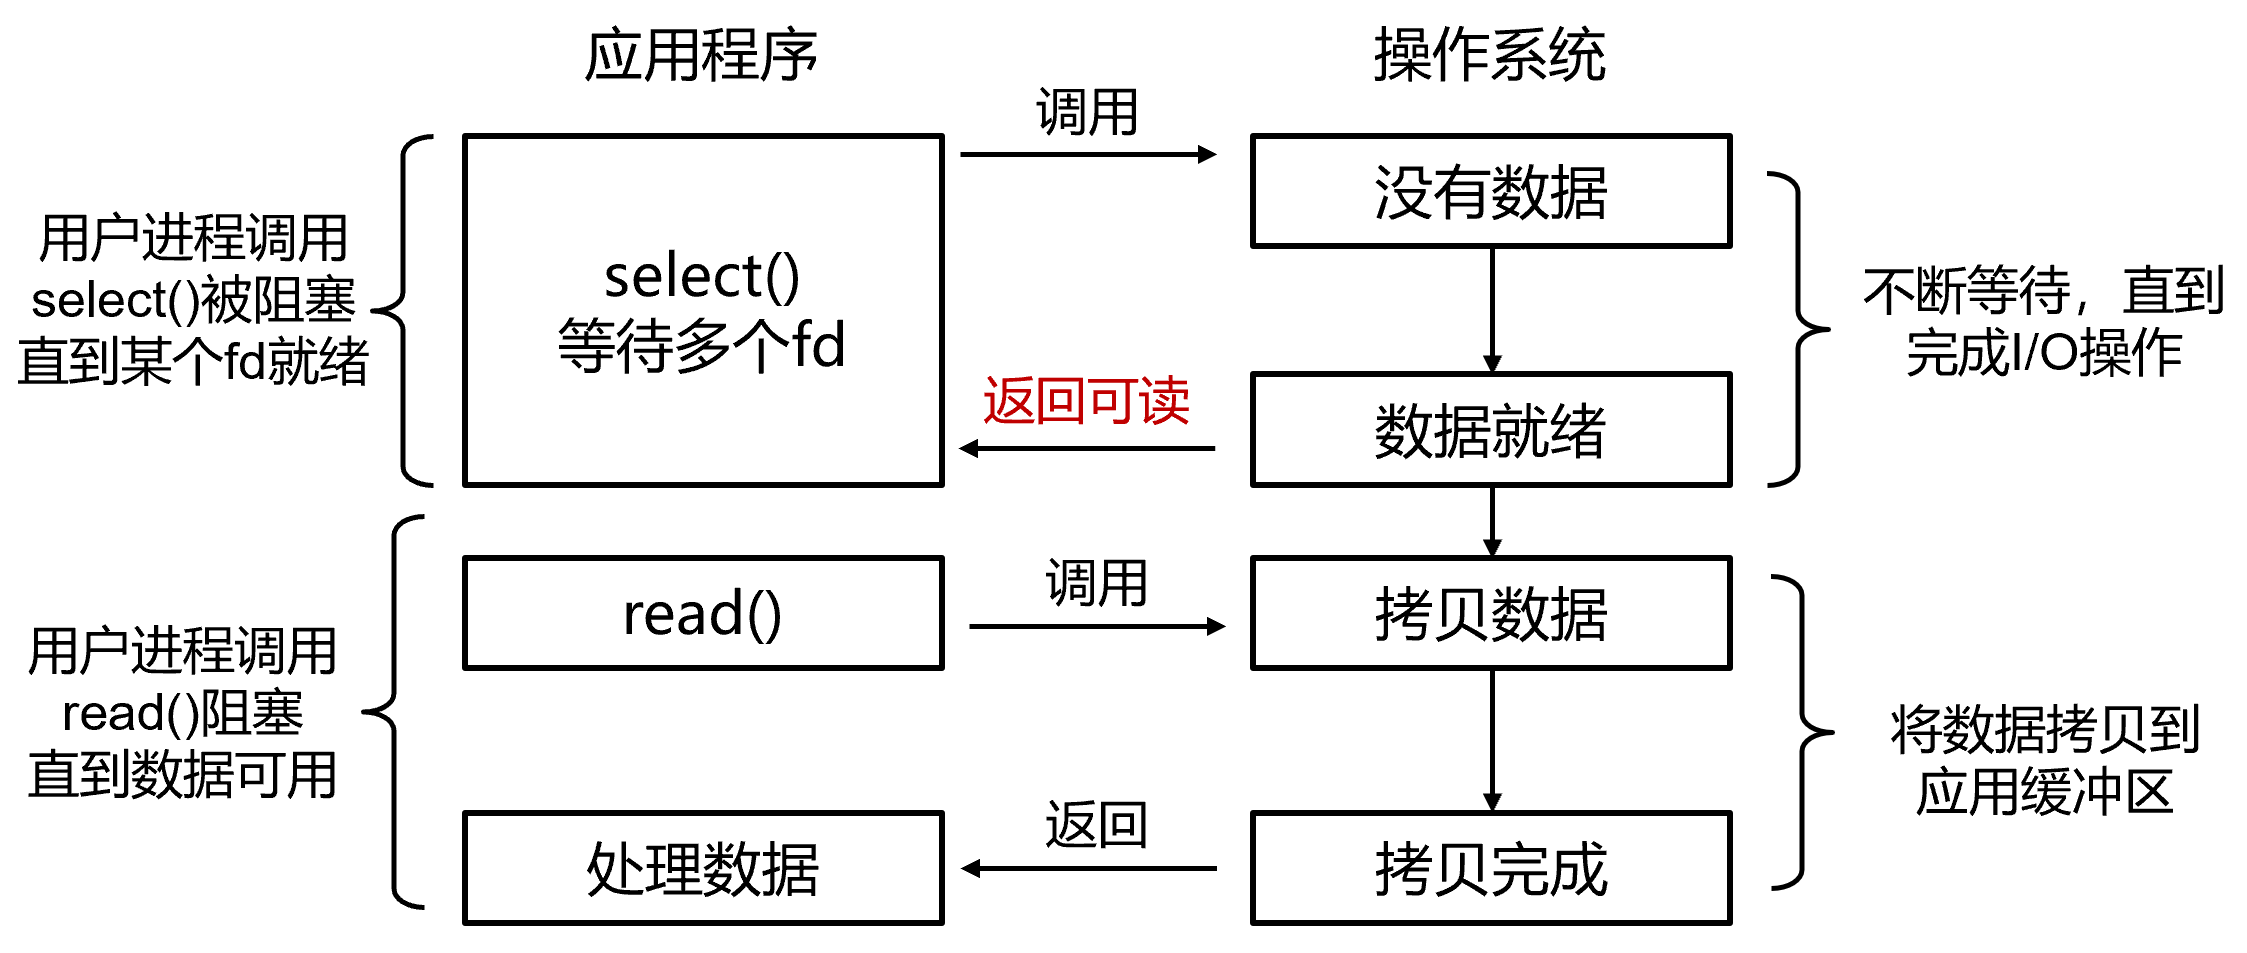 应用程序
操作系统
调用
没有数据
用户进程调用
select()被阻塞
直到某个fd就绪
select()
等待多个fd
不断等待，直到
完成I/O操作
返回可读
数据就绪
read()
调用
拷贝数据
用户进程调用
read()阻塞
直到数据可用
将数据拷贝到
应用缓冲区
处理数据
返回
拷贝完成